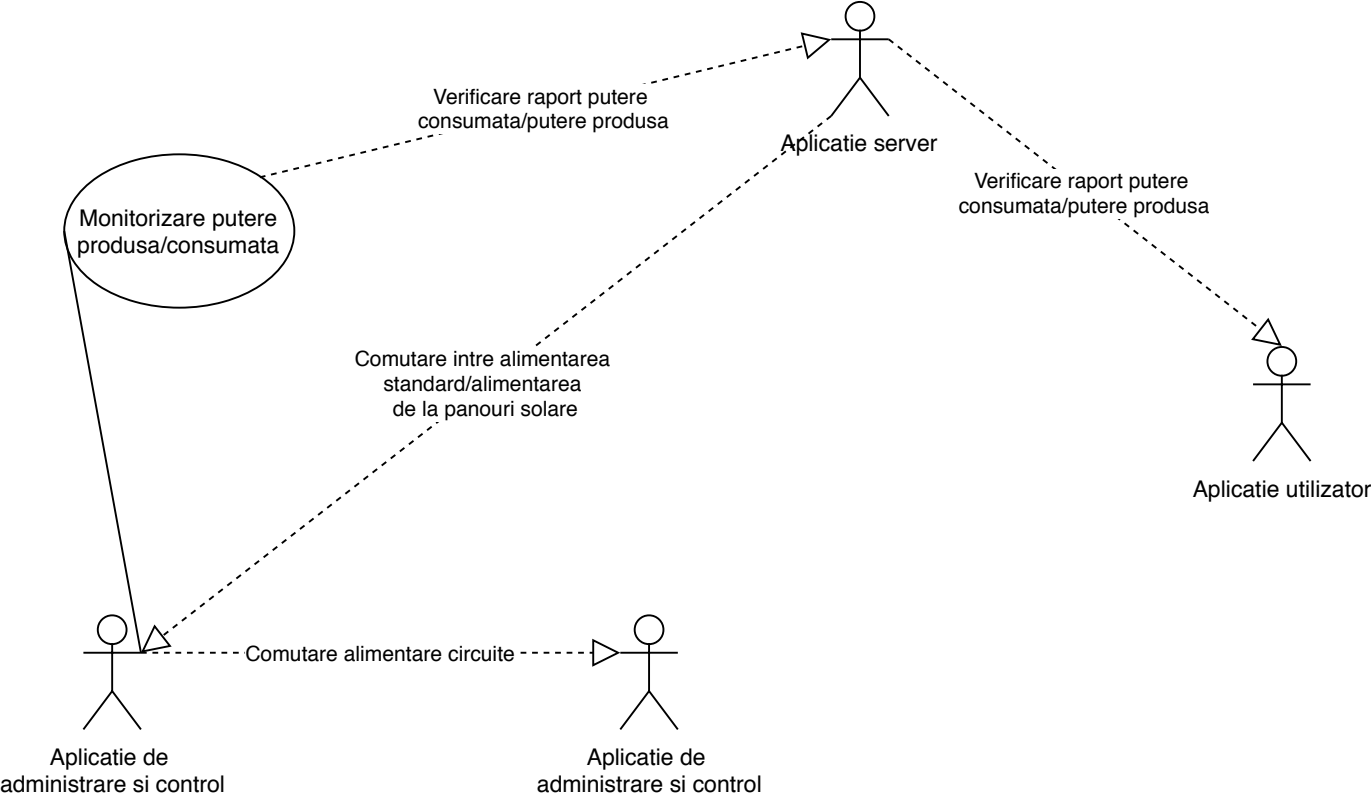 Verificare raport putere
consumata/putere produsa
Aplicatie server
Verificare raport putere
consumata/putere produsa
Monitorizare putere
produsa/consumata
Comutare intre alimentarea
standard/alimentarea
de la panouri solare
Aplicatie utilizator
Comutare alimentare circuite
Aplicatie de
administrare si control
Aplicatie de
administrare si control